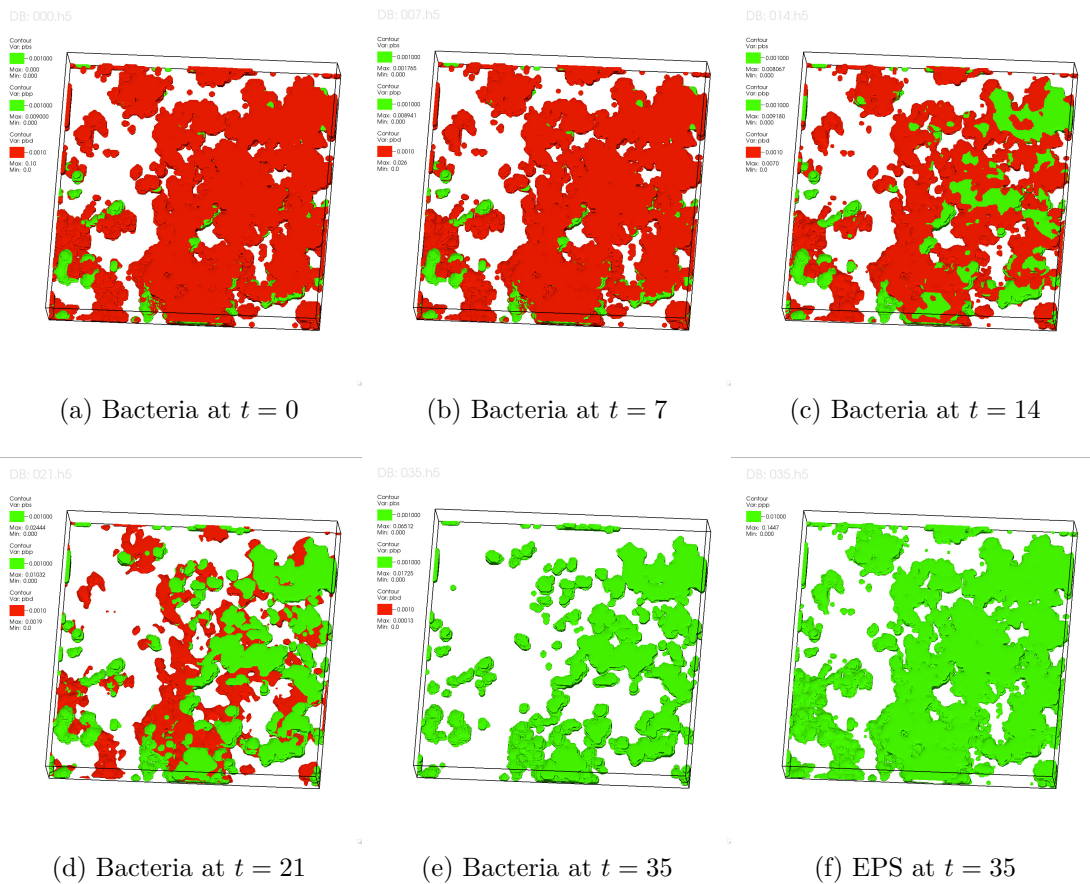 DB: 000.h5
Contour
Var: pbs
0.001000
Max: 0.000
Min: 0.000
Contour
Var: pbp
0.001000
Max: 0.009000
Min: 0.000
Contour
Var: pbd
0.0010
Max: 0.10
Min: 0.0
(a) Bacteria at t = 0
DB: 007.h5
Contour
Var: pbs
0.001000
Max: 0.001765
Min: 0.000
Contour
Var: pbp
0.001000
Max: 0.008941
Min: 0.000
Contour
Var: pbd
0.0010
Max: 0.026
Min: 0.0
(b) Bacteria at t = 7
DB: 014.h5
Contour
Var: pbs
0.001000
Max: 0.008067
Min: 0.000
Contour
Var: pbp
0.001000
Max: 0.009180
Min: 0.000
Contour
Var: pbd
0.0010
Max: 0.0070
Min: 0.0
(c) Bacteria at t = 14
DB: 021.h5
Contour
Var: pbs
0.001000
Max: 0.02444
Min: 0.000
Contour
Var: pbp
0.001000
Max: 0.01032
Min: 0.000
Contour
Var: pbd
0.0010
Max: 0.0019
Min: 0.0
(d) Bacteria at t = 21
DB: 035.h5
Contour
Var: pbs
0.001000
Max: 0.06512
Min: 0.000
Contour
Var: pbp
0.001000
Max: 0.01725
Min: 0.000
Contour
Var: pbd
0.0010
Max: 0.00013
Min: 0.0
(e) Bacteria at t = 35
DB: 035.h5
Contour
Var: ppp
0.01000
Max: 0.1447
Min: 0.000
(f) EPS at t = 35